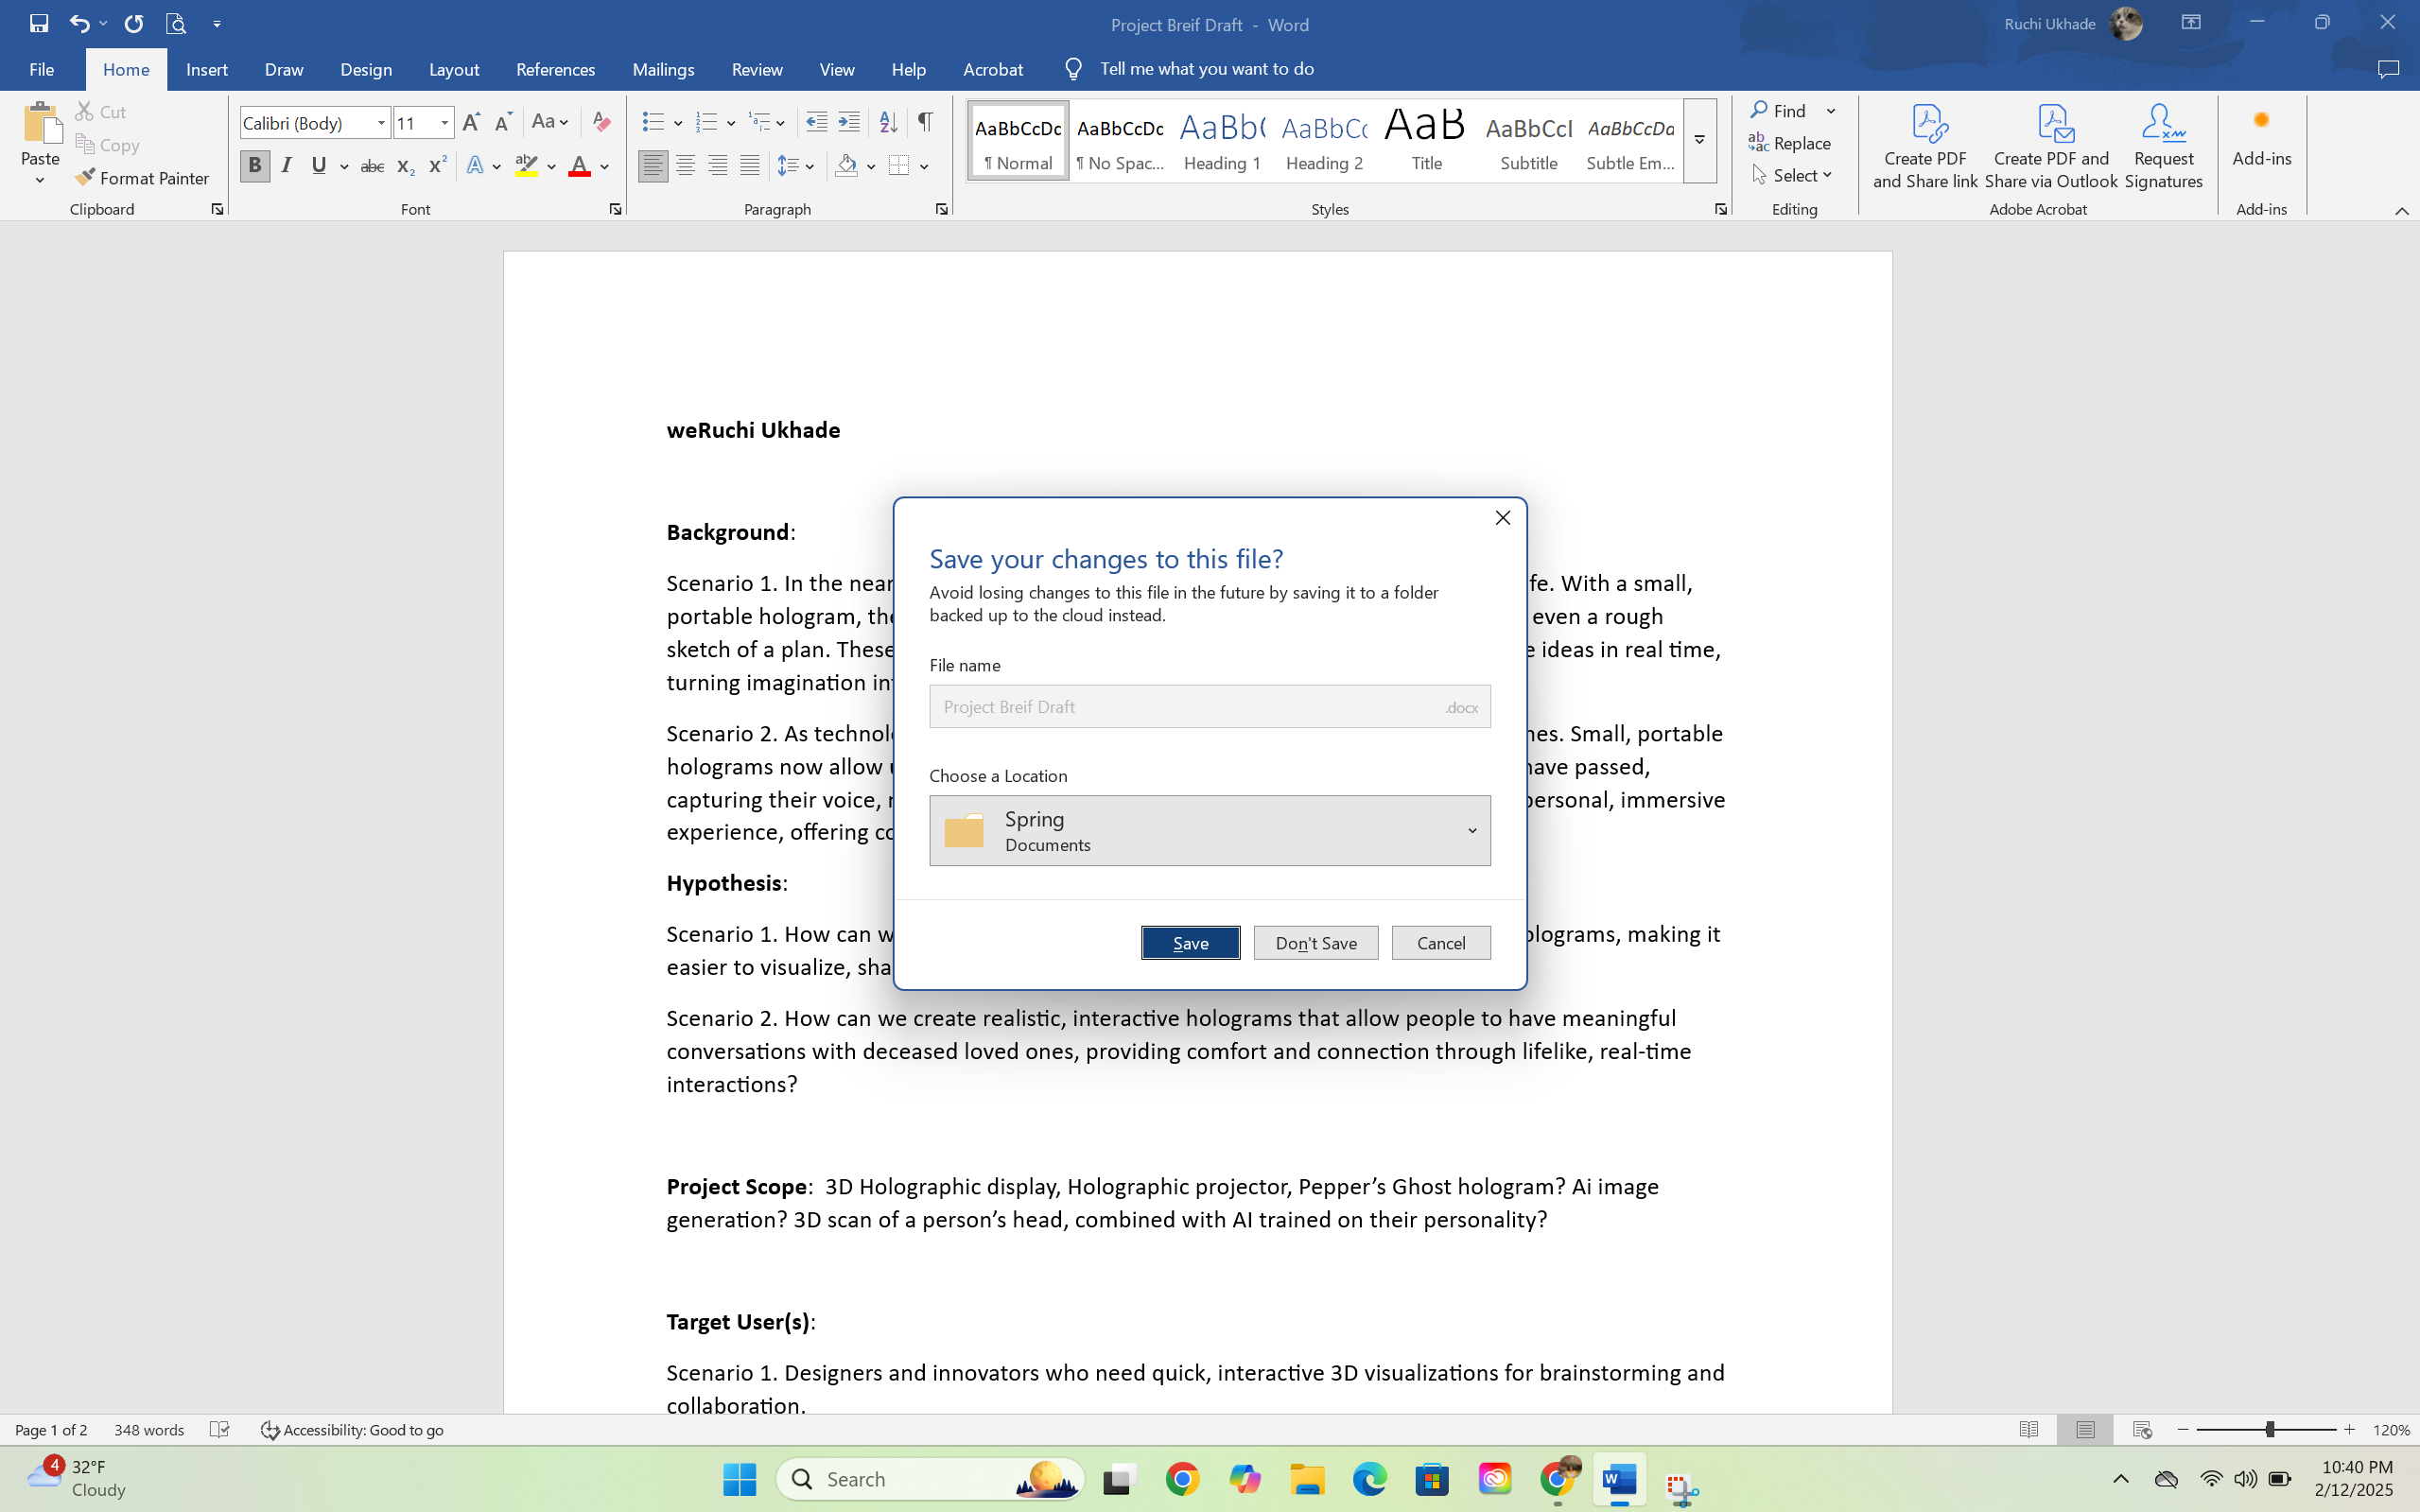 Project Breif Draft - Word
Ruchi Ukhade
File Home Insert Draw Design Layout References Mailings Review View Help Acrobat Tell me what you want to do
Paste
Cut
Copy
Format Painter
Clipboard
Calibri (Body) 11
Font
Paragraph
AaBbCcDc AaBbCcDc AaBb( AaBbCc AaB AaBbCcI AaBbCcDa
¶ Normal ¶ No Spac... Heading 1 Heading 2 Title Subtitle Subtle Em...
Styles
Find
Replace
Select
Editing
Create PDF
and Share link
Create PDF and
Share via Outlook
Request
Signatures
Adobe Acrobat
Add-ins
Add-ins
weRuchi Ukhade
Background:
Scenario 1. In the near
fe. With a small,
portable hologram, the
even a rough
sketch of a plan. These
e ideas in real time,
turning imagination in
Scenario 2. As technol
nes. Small, portable
holograms now allow
have passed,
capturing their voice,
personal, immersive
experience, offering co
Hypothesis:
Scenario 1. How can w
olograms, making it
easier to visualize, sha
Scenario 2. How can we create realistic, interactive holograms that allow people to have meaningful
conversations with deceased loved ones, providing comfort and connection through lifelike, real-time
interactions?
Project Scope: 3D Holographic display, Holographic projector, Pepper’s Ghost hologram? Ai image
generation? 3D scan of a person’s head, combined with AI trained on their personality?
Target User(s):
Scenario 1. Designers and innovators who need quick, interactive 3D visualizations for brainstorming and
collaboration.
Save your changes to this file?
Avoid losing changes to this file in the future by saving it to a folder
backed up to the cloud instead.
File name
Project Breif Draft .docx
Choose a Location
Spring
Documents
Save Don't Save Cancel
Page 1 of 2 348 words Accessibility: Good to go
120%
4
32°F
Cloudy
Search
10:40 PM
2/12/2025